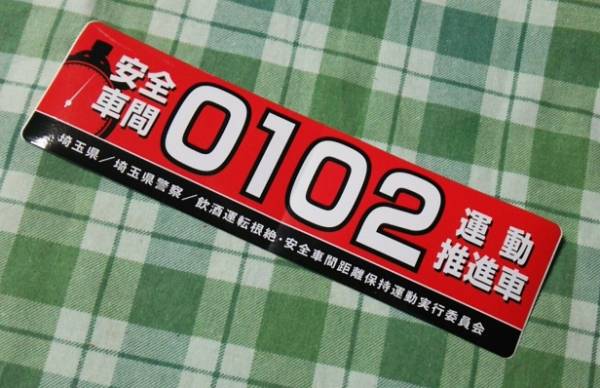 安全
車間
0102
運動
推進車
埼玉県／埼玉県警察／飲酒運転根絶・安全車間距離保持運動実行委員会